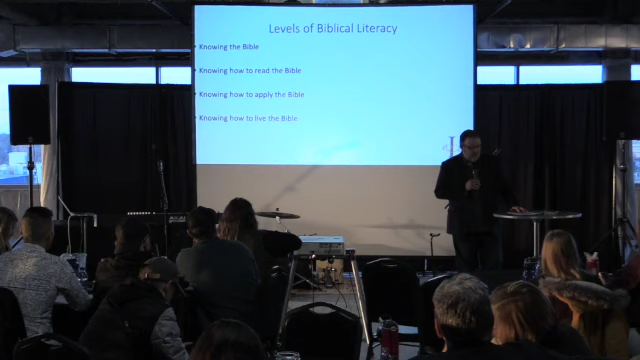 Levels of Biblical Literacy
• Knowing the Bible
• Knowing how to read the Bible
• Knowing how to apply the Bible
• Knowing how to live the Bible